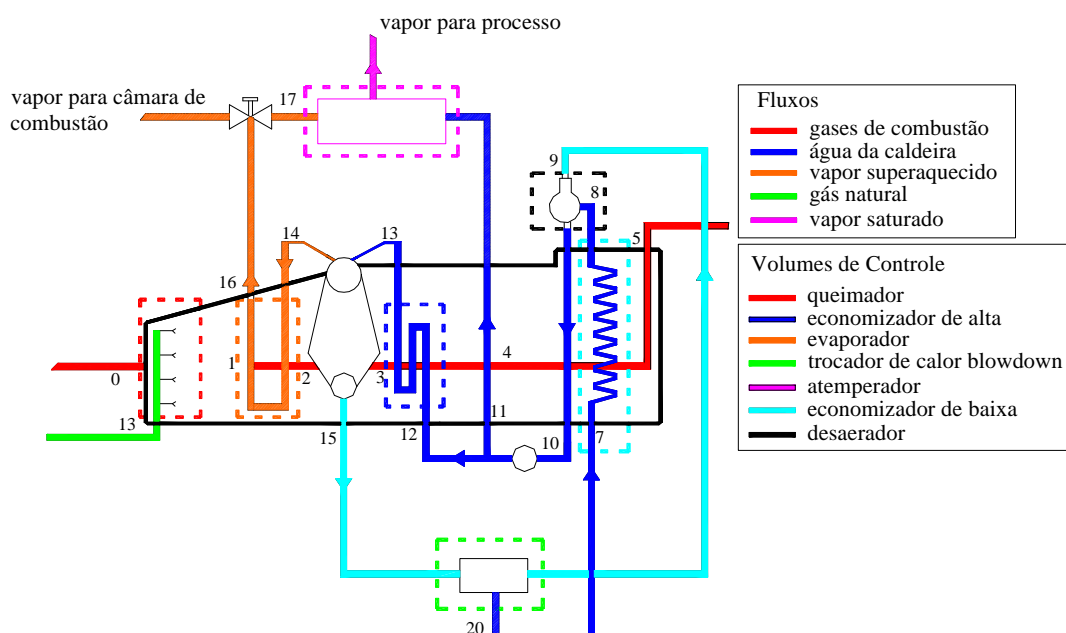 vapor para processo
vapor para câmara de
combustão
17
9
8
14
13
5
16
0
1
2
3
4
13
15
12
11
10
7
20
Fluxos
gases de combustão
água da caldeira
vapor superaquecido
gás natural
vapor saturado
Volumes de Controle
queimador
economizador de alta
evaporador
trocador de calor blowdown
atemperador
economizador de baixa
desaerador